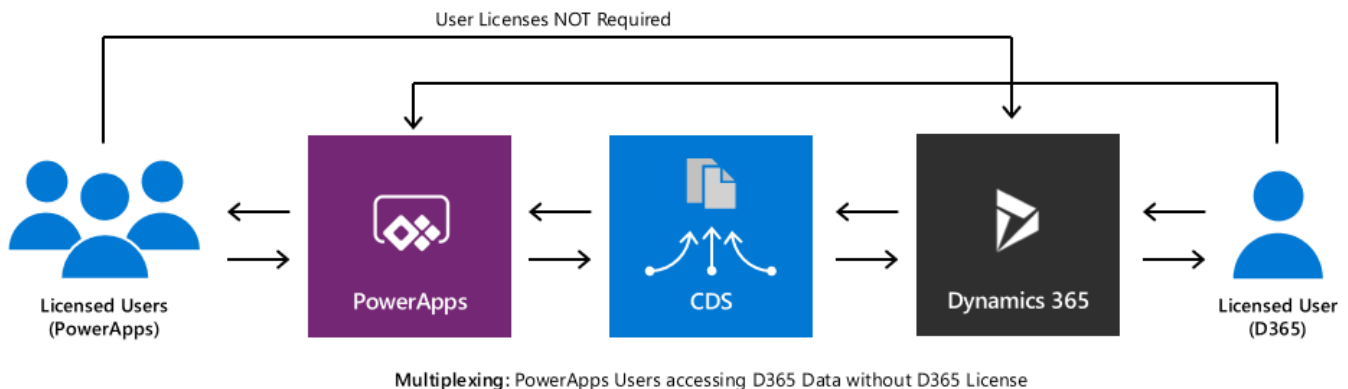 User Licenses NOT Required
PowerApps
CDS
Dynamics 365
Licensed Users
(PowerApps)
Licensed User
(D365)
Multiplexing: PowerApps Users accessing D365 Data without D365 License